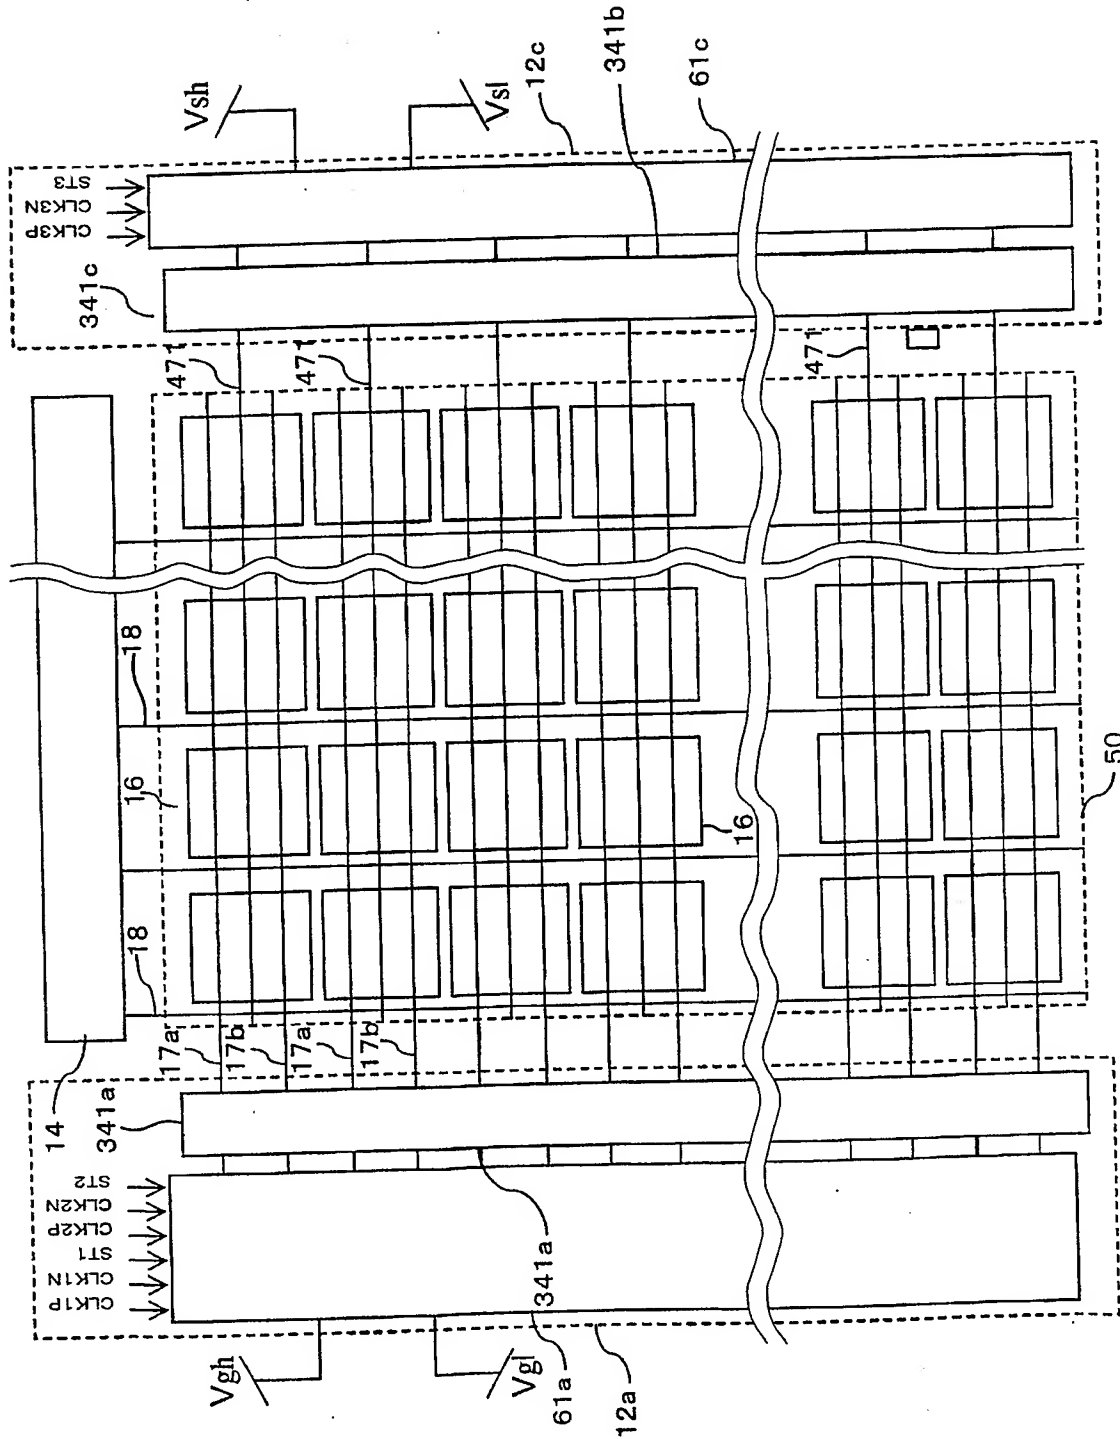 Vsh
Vsl
12c
341b
61c
ST3
CLK3N
CLK3P
341c
471
471
471
18
16
16
18
50
14
17a
17b
17a
17b
341a
ST2
CLK2N
CLK2P
ST1
CLK1N
CLK1P
341a
Vgh
Vgl
61a
12a